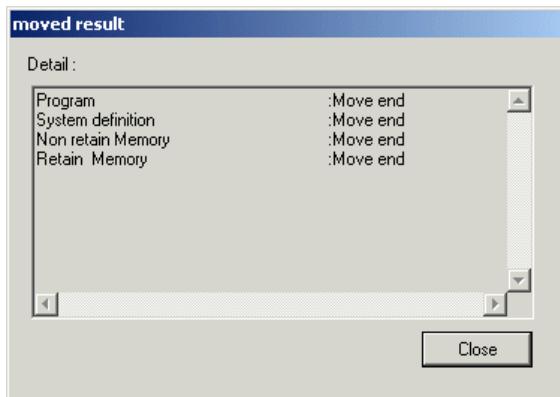 moved result
Detail :
Program :Move end
System definition :Move end
Non retain Memory :Move end
Retain Memory :Move end
Close